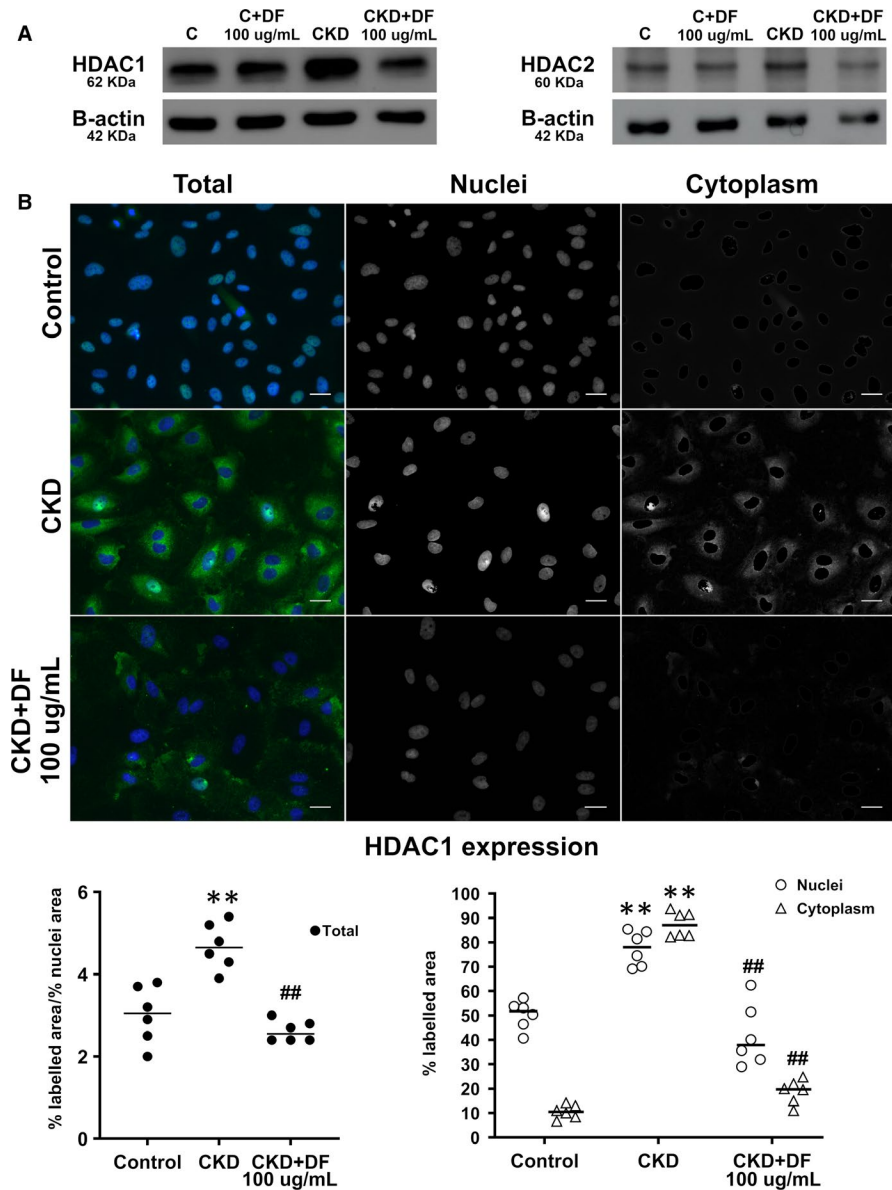 A
C
C+DF
100 ug/mL
CKD
CKD+DF
100 ug/mL
HDAC1
62 KDa
B-actin
42 KDa
C
C+DF
100 ug/mL
CKD
CKD+DF
100 ug/mL
HDAC2
60 KDa
B-actin
42 KDa
B
Total
Nuclei
Cytoplasm
Control
CKD
CKD+DF
100 ug/mL
HDAC1 expression
% labelled area/% nuclei area
6
4
2
0
**
##
Total
Control
CKD
CKD+DF
100 ug/mL
% labelled area
100
90
80
70
60
50
40
30
20
10
0
**
**
##
##
Nuclei
Cytoplasm
Control
CKD
CKD+DF
100 ug/mL